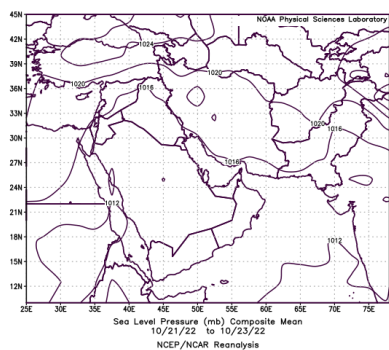 NOAA Physical Sciences Laboratory
45N
42N
39N
36N
33N
30N
27N
24N
21N
18N
15N
12N
1024
1020
1020
1016
1020
1016
1016
1012
1012
25E 30E 35E 40E 45E 50E 55E 60E 65E 70E 75E
Sea Level Pressure (mb) Composite Mean
10/21/22 to 10/23/22
NCEP/NCAR Reanalysis